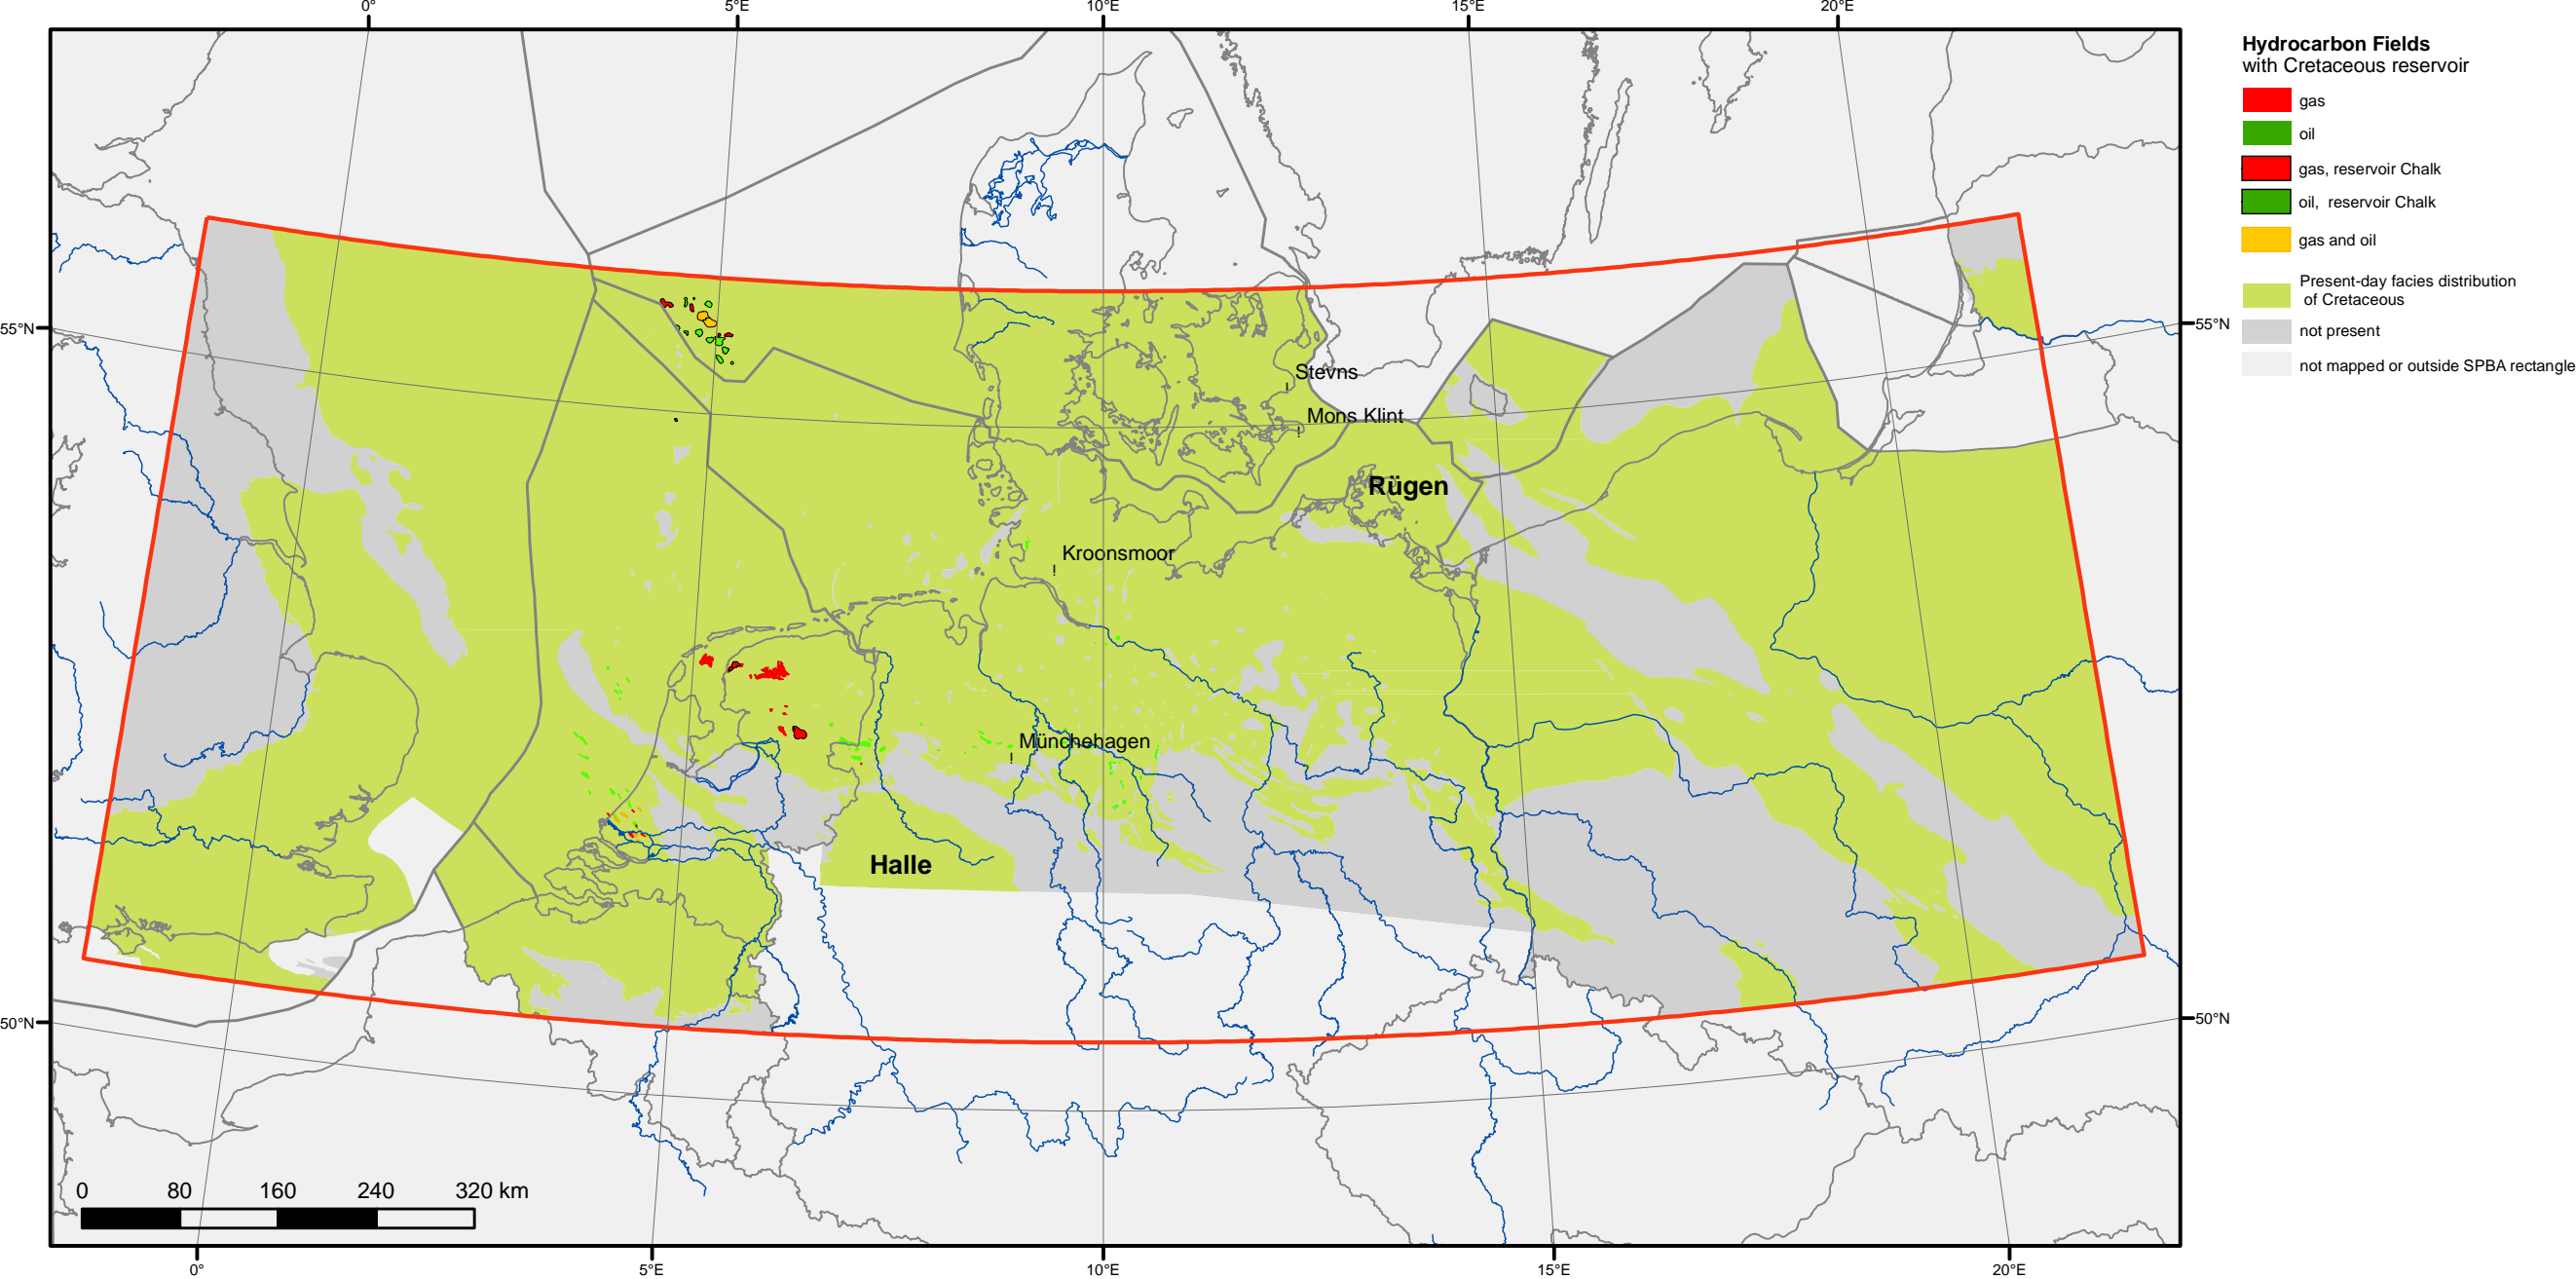 0°
5°E
10°E
15°E
20°E
Hydrocarbon Fields
with Cretaceous reservoir
gas
oil
gas, reservoir Chalk
oil,  reservoir Chalk
gas and oil
Present-day facies distribution
of Cretaceous
not present
not mapped or outside SPBA rectangle
55°N
55°N
Stevns
!
Mons Klint
!
Rügen
Kroonsmoor
!
Münchehagen
!
Halle
50°N
50°N
0
80
160
240
320 km
0°
5°E
10°E
15°E
20°E